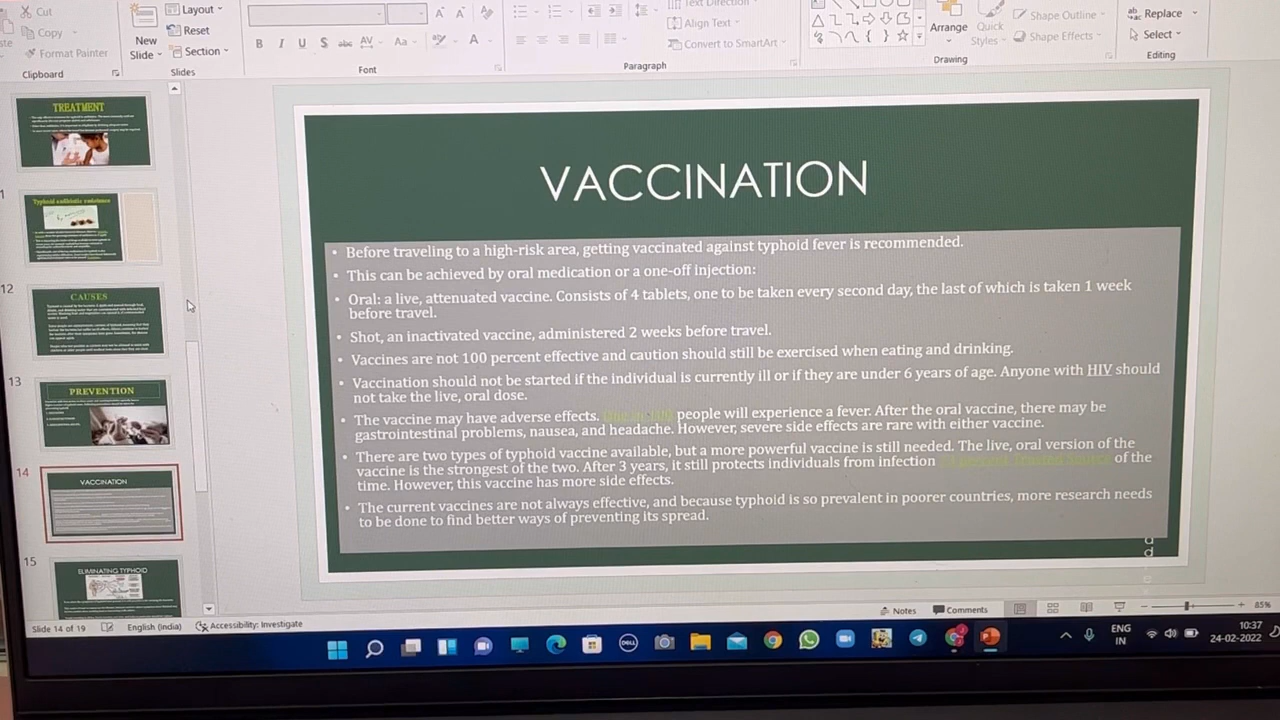 Cut
Copy
Format Painter
Clipboard
New
Slide
Layout
Reset
Section
Slides
B I U S abc AV Aa A
Font
Text Direction
Align Text
Convert to SmartArt
Paragraph
Arrange
Quick
Styles
Shape Outline
Shape Effects
Drawing
Replace
Select
Editing
TREATMENT
1
Typhoid antibiotic resistance
12
CAUSES
13
PREVENTION
14
VACCINATION
15
ELIMINATING TYPHOID
VACCINATION
• Before traveling to a high-risk area, getting vaccinated against typhoid fever is recommended.
• This can be achieved by oral medication or a one-off injection:
• Oral: a live, attenuated vaccine. Consists of 4 tablets, one to be taken every second day, the last of which is taken 1 week
before travel.
• Shot, an inactivated vaccine, administered 2 weeks before travel.
• Vaccines are not 100 percent effective and caution should still be exercised when eating and drinking.
• Vaccination should not be started if the individual is currently ill or if they are under 6 years of age. Anyone with HIV should
not take the live, oral dose.
• The vaccine may have adverse effects. people will experience a fever. After the oral vaccine, there may be
gastrointestinal problems, nausea, and headache. However, severe side effects are rare with either vaccine.
• There are two types of typhoid vaccine available, but a more powerful vaccine is still needed. The live, oral version of the
vaccine is the strongest of the two. After 3 years, it still protects individuals from infection of the
time. However, this vaccine has more side effects.
• The current vaccines are not always effective, and because typhoid is so prevalent in poorer countries, more research needs
to be done to find better ways of preventing its spread.
d
Slide 14 of 19
English (India)
Accessibility: Investigate
Notes
Comments
85%
DELL
ENG
IN
10:37
24-02-2022